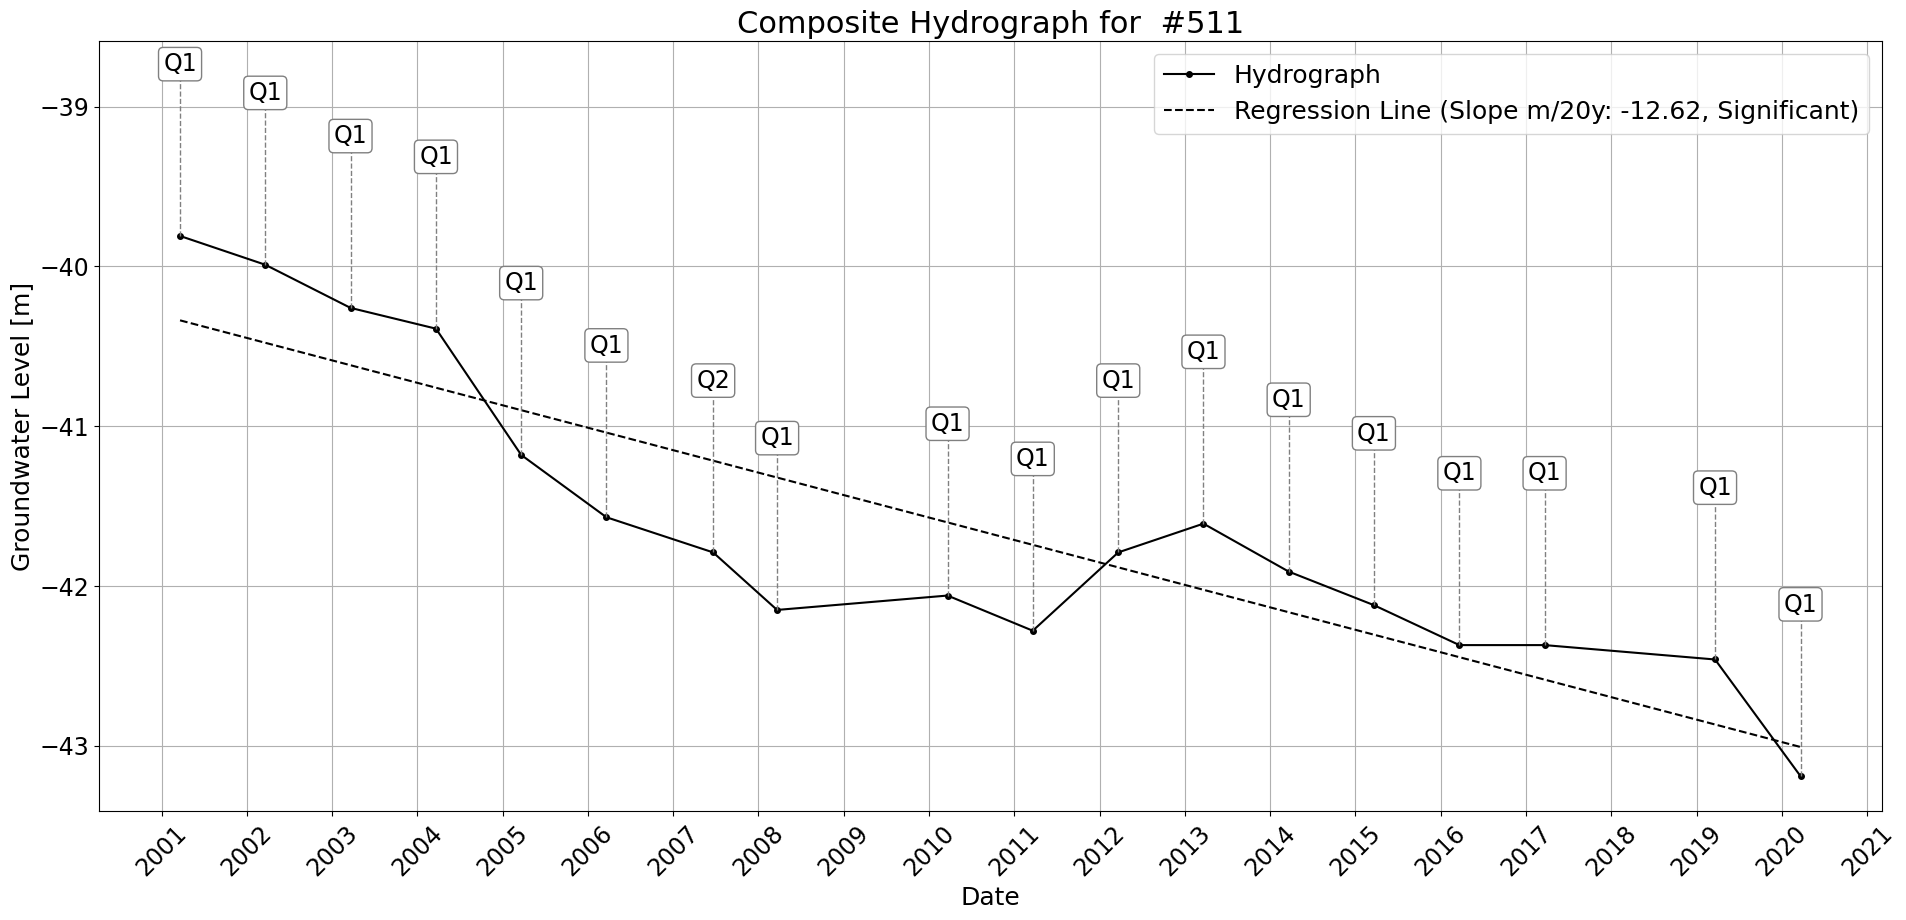 Composite Hydrograph for  #511
Hydrograph
Regression Line (Slope m/20y: -12.62, Significant)
Q1
Q1
Q1
Q1
Q1
Q1
Q2
Q1
Q1
Q1
Q1
Q1
Q1
Q1
Q1
Q1
Q1
Q1
Groundwater Level [m]
−39
−40
−41
−42
−43
2001
2002
2003
2004
2005
2006
2007
2008
2009
2010
2011
2012
2013
2014
2015
2016
2017
2018
2019
2020
2021
Date